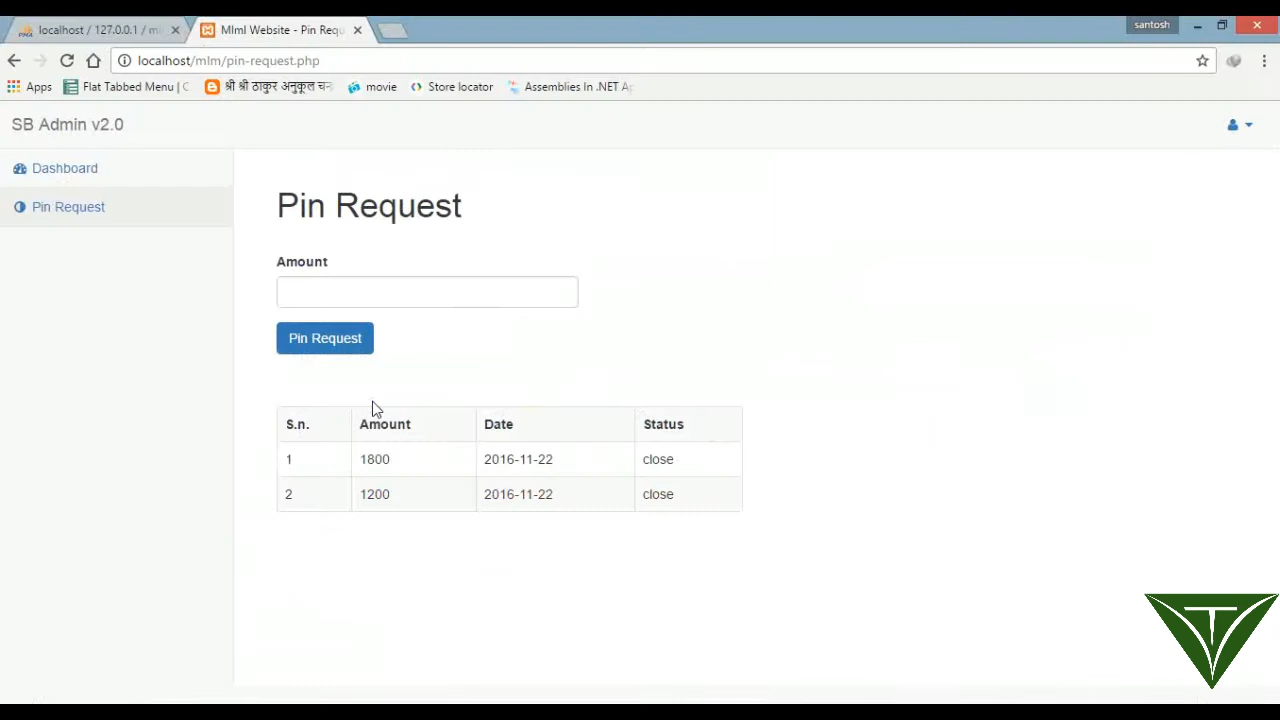 localhost / 127.0.0.1 / m
Mlml Website - Pin Requ
santosh
localhost/mlm/pin-request.php
Apps
Flat Tabbed Menu | C
श्री श्री ठाकुर अनुकूल चन
movie
Store locator
Assemblies In .NET Ap
SB Admin v2.0
Dashboard
Pin Request
Pin Request
Amount
Pin Request
S.n. Amount Date Status
1 1800 2016-11-22 close
2 1200 2016-11-22 close
T